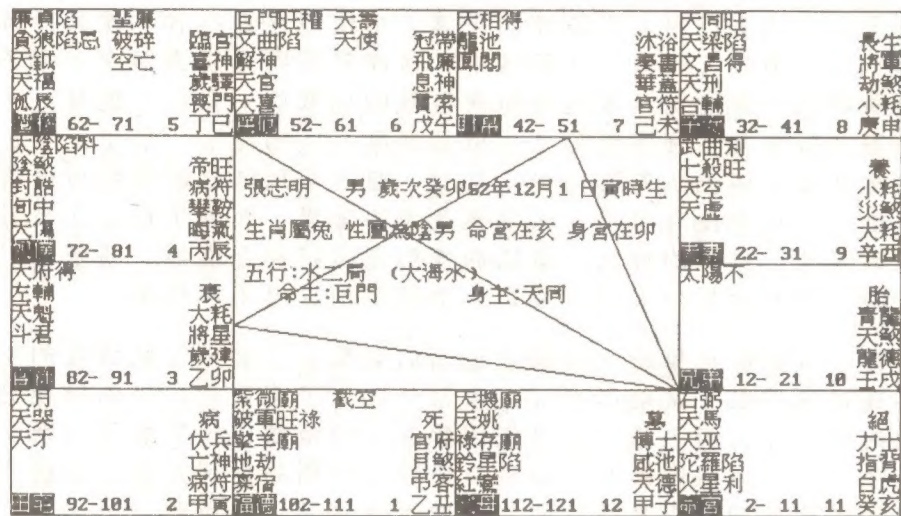 廉貞陷 望廉
貪狼陷忌 破碎 臨官
天鉞 空亡 喜神
天福 歲驛
孤辰 喪門
62- 71 5 丁巳
巨門旺權 天壽
文曲陷 天使 冠帶
解神 飛廉
天官 息神
天喜 貫索
52- 61 6 戊午
天相得
龍池 沐浴
鳳閣 奏書
華蓋
官符
42- 51 7 己未
天同旺
天梁陷 長生
文昌得 將軍
天刑 劫煞
台輔 小耗
32- 41 8 庚申
太陰陷科
陰煞 帝旺
封誥 病符
旬中 攀鞍
天傷 晦氣
72- 81 4 丙辰
張志明 男 歲次癸卯52年12月1 日寅時生
生肖屬兔 性屬為陰男 命宮在亥 身宮在卯
五行:水二局 (大海水)
命主:巨門 身主:天同
武曲利
七殺旺 養
天空 小耗
天虛 災煞
大耗
22- 31 9 辛酉
天府得
左輔 衰
天魁 大耗
斗君 將星
歲建
82- 91 3 乙卯
太陽不
胎
青龍
天煞
龍德
12- 21 10 壬戌
天月
天哭 病
天才 伏兵
亡神
病符
92-101 2 甲寅
紫微廟 截空
破軍旺祿 死
擎羊廟 官府
地劫 月煞
寡宿 弔客
福德 102-111 1 乙丑
天機廟
天姚 墓
祿存廟 博士
鈴星陷 咸池
紅鸞 天德
112-121 12 甲子
右弼
天馬 絕
天巫 力士
陀羅陷 指背
火星利 白虎
命宮 2- 11 11 癸亥